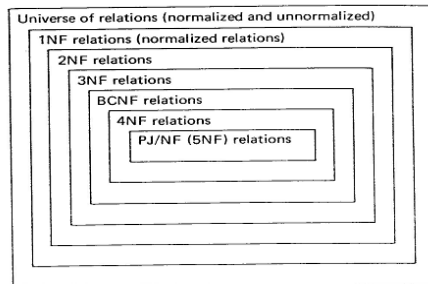 Universe of relations (normalized and unnormalized)
1NF relations (normalized relations)
2NF relations
3NF relations
BCNF relations
4NF relations
PJ/NF (5NF) relations